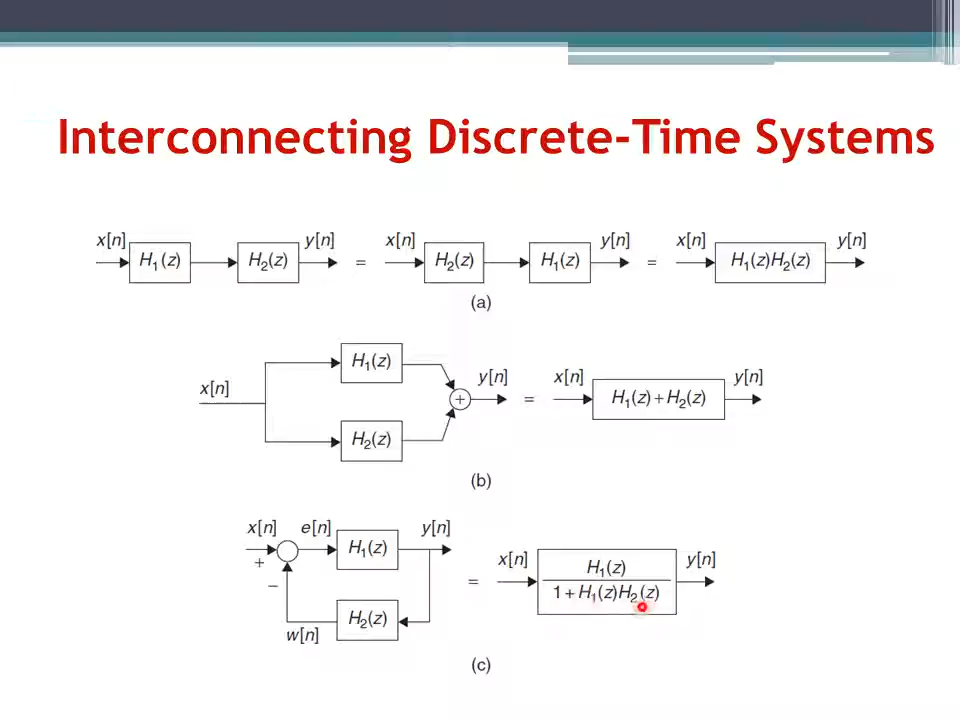 Interconnecting Discrete-Time Systems
x[n] H₁(z) H₂(z) y[n] = x[n] H₂(z) H₁(z) y[n] = x[n] H₁(z)H₂(z) y[n]
(a)
x[n] H₁(z) H₂(z) + y[n] = x[n] H₁(z)+H₂(z) y[n]
(b)
x[n] + − e[n] H₁(z) y[n]
w[n] H₂(z)
= x[n] H₁(z)
1+H₁(z)H₂(z) y[n]
(c)